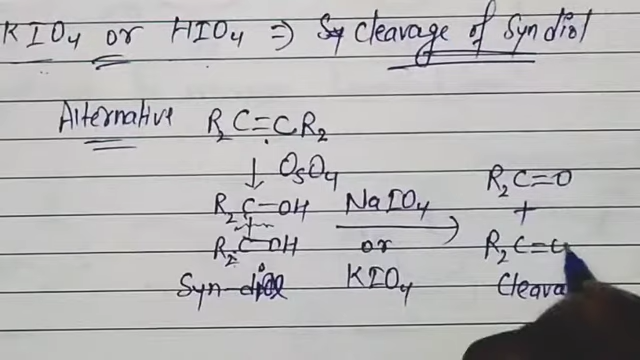 KIO4 or HIO4 ⇒ Cleavage of Syn diol
Alternative R2C=CR2
↓ OsO4
R2C-OH NaIO4 R2C=O
+
R2C-OH or R2C=
Syn-diol KIO4 Cleava